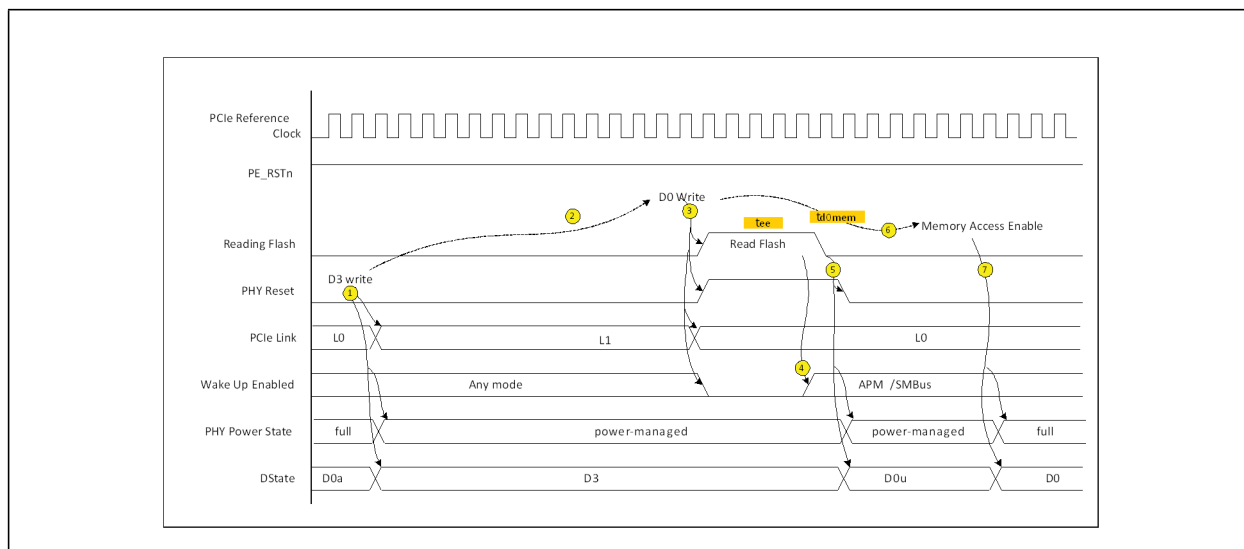 PCIe Reference
Clock
PE_RSTn
D0 Write
2
3
tee
td0mem
6
Memory Access Enable
Reading Flash
Read Flash
D3 write
5
7
PHY Reset
1
PCIe Link
L0
L1
L0
4
Wake Up Enabled
Any mode
APM /SMBus
PHY Power State
full
power-managed
power-managed
full
DState
D0a
D3
D0u
D0